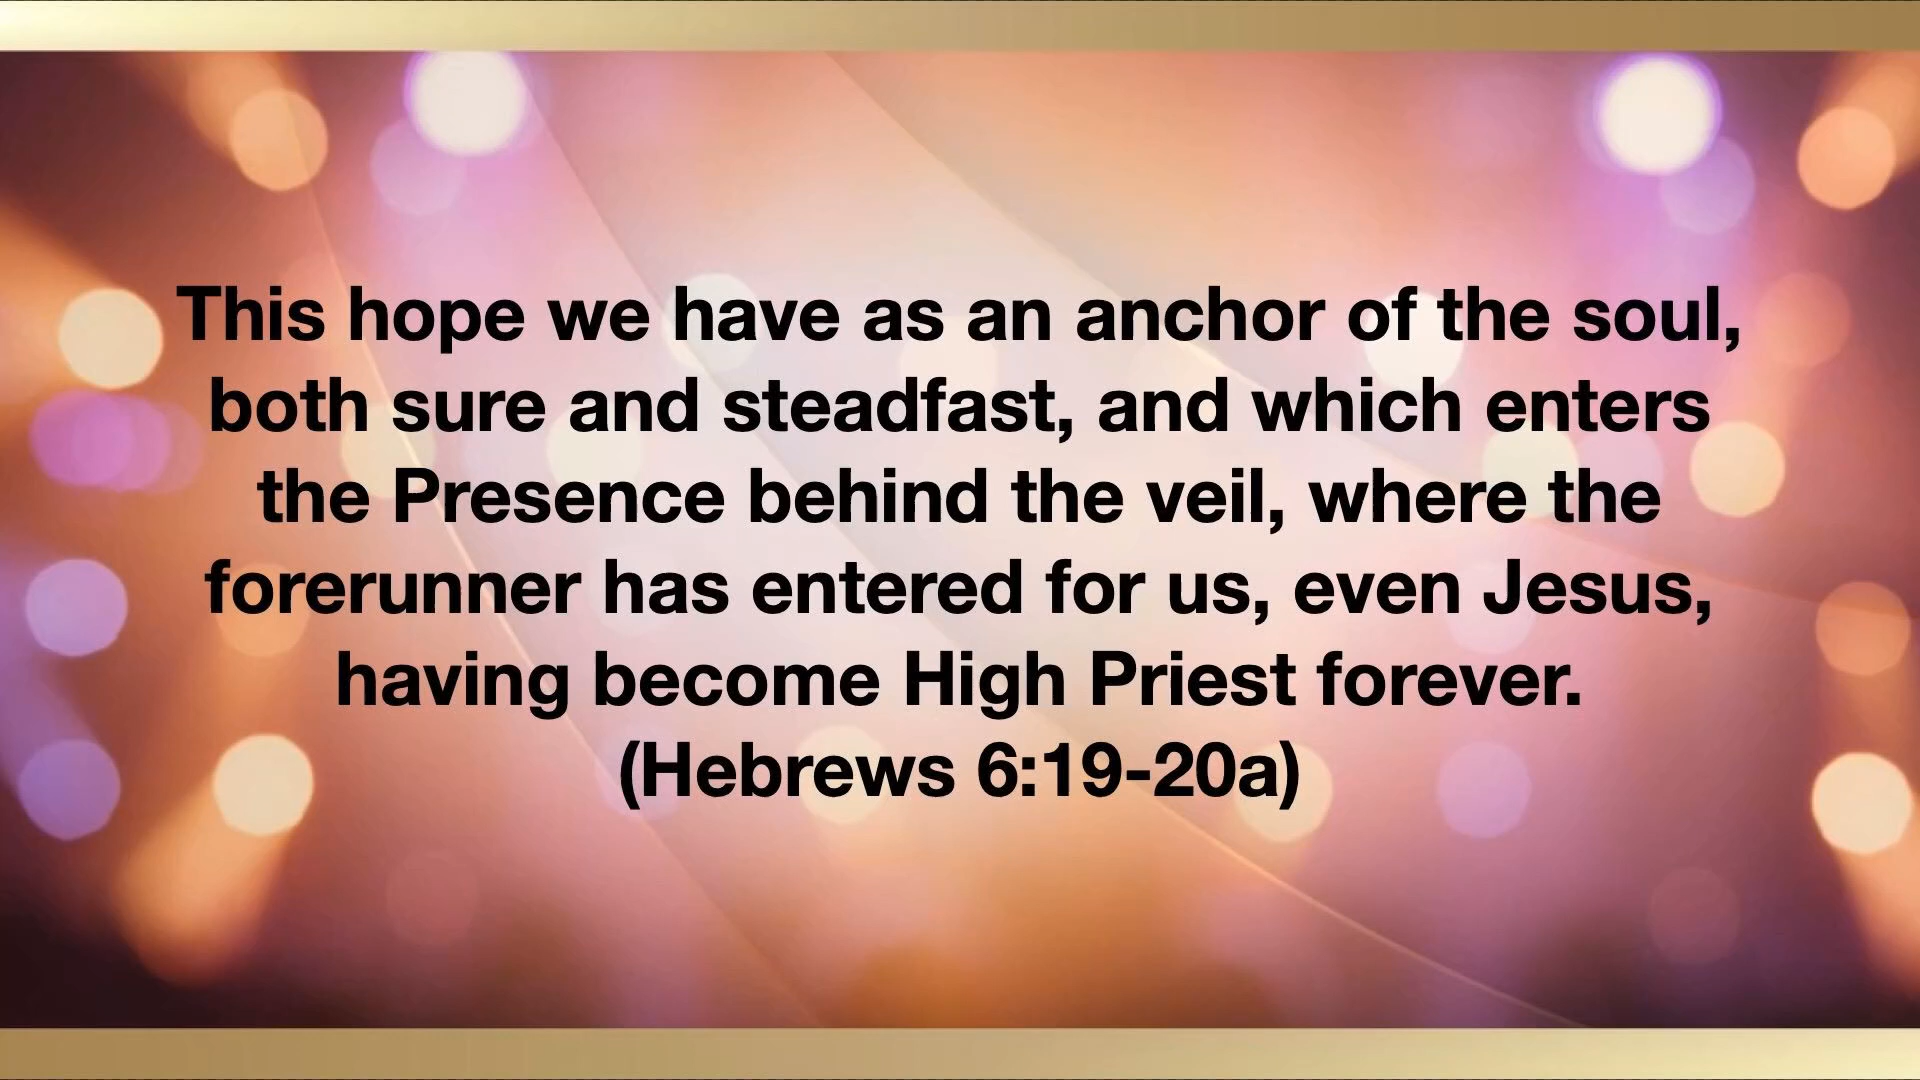 This hope we have as an anchor of the soul,
both sure and steadfast, and which enters
the Presence behind the veil, where the
forerunner has entered for us, even Jesus,
having become High Priest forever.
(Hebrews 6:19-20a)